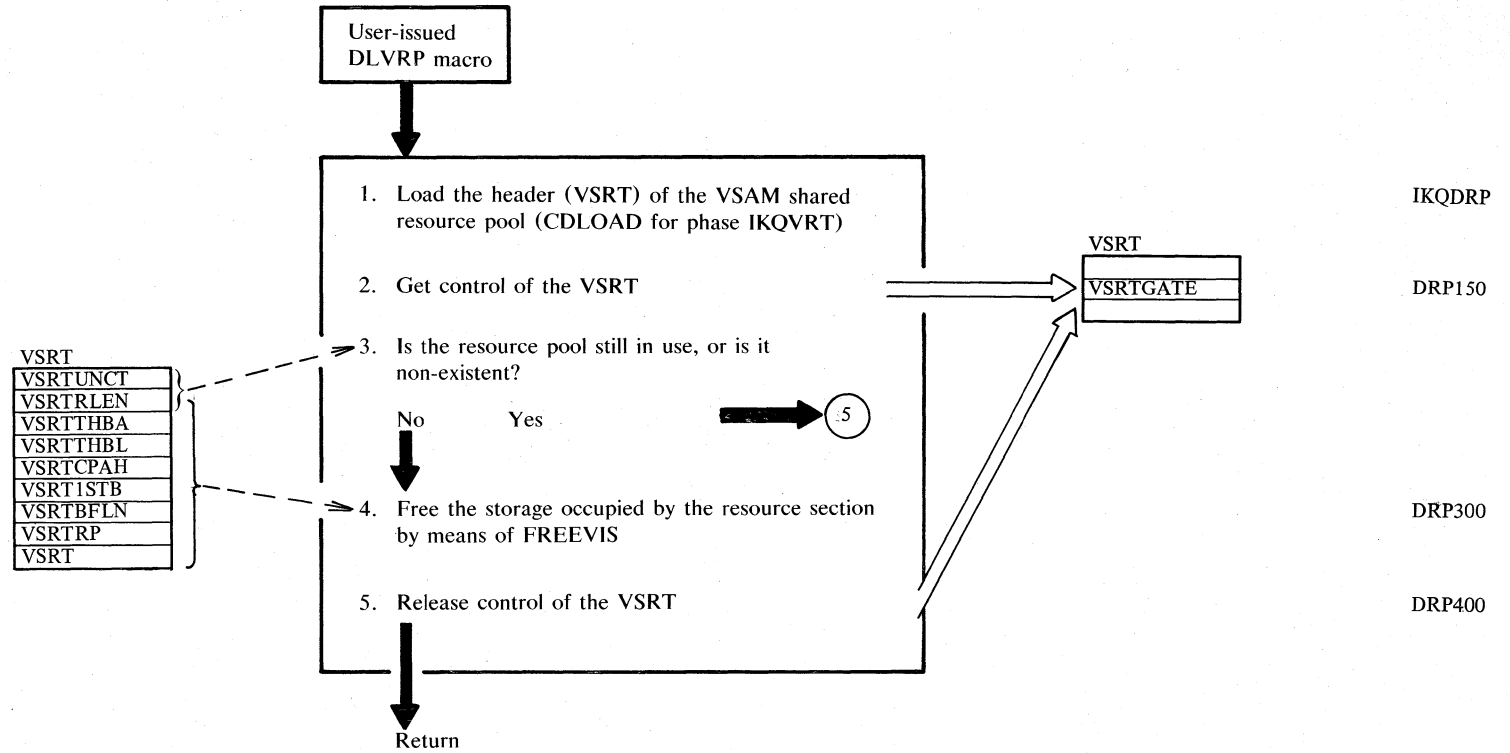 User-issued
DLVRP macro
1. Load the header (VSRT) of the VSAM shared
resource pool (CDLOAD for phase IKQVRT)
IKQDRP
VSRT
2. Get control of the VSRT
VSRTGATE
DRP150
3. Is the resource pool still in use, or is it
non-existent?
VSRT
VSRTUNCT
VSRTRLEN
VSRTTHBA
VSRTTHBL
VSRTCPAH
VSRT1STB
VSRTBFLN
VSRTRP
VSRT
No Yes
5
4. Free the storage occupied by the resource section
by means of FREEVIS
DRP300
5. Release control of the VSRT
DRP400
Return